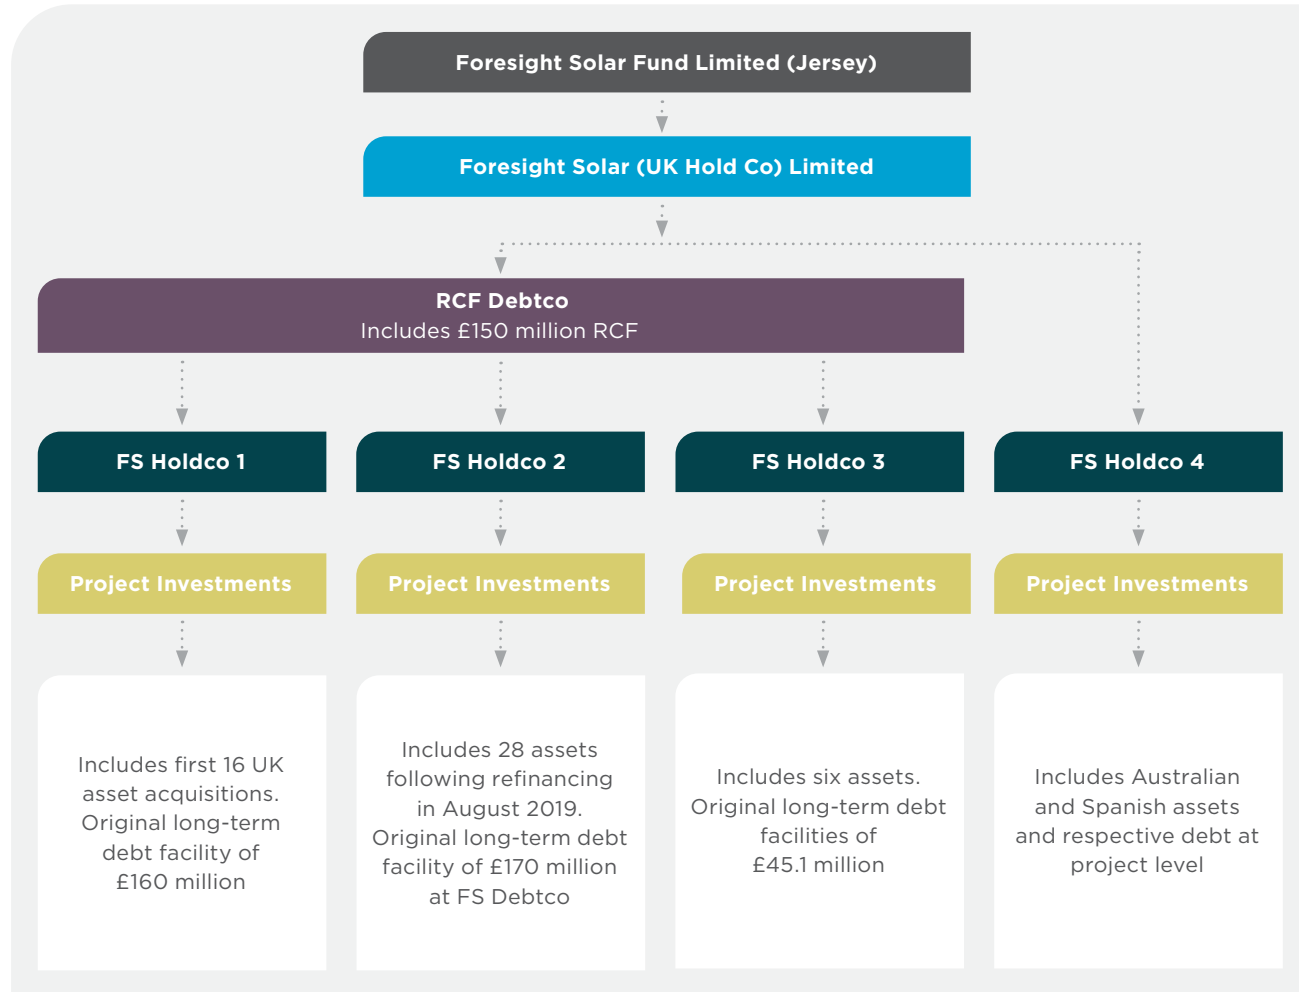 Foresight Solar Fund Limited (Jersey)
Foresight Solar (UK Hold Co) Limited
RCF Debtco
Includes £150 million RCF
FS Holdco 1
FS Holdco 2
FS Holdco 3
FS Holdco 4
Project Investments
Project Investments
Project Investments
Project Investments
Includes first 16 UK
asset acquisitions.
Original long-term
debt facility of
£160 million
Includes 28 assets
following refinancing
in August 2019.
Original long-term debt
facility of £170 million
at FS Debtco
Includes six assets.
Original long-term debt
facilities of
£45.1 million
Includes Australian
and Spanish assets
and respective debt at
project level